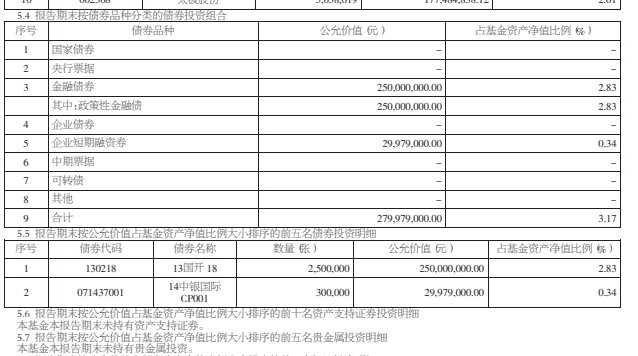 5.4 报告期末按债券品种分类的债券投资组合
序号 债券品种 公允价值(元) 占基金资产净值比例(%)
1 国家债券 – –
2 央行票据 – –
3 金融债券 250,000,000.00 2.83
其中:政策性金融债 250,000,000.00 2.83
4 企业债券 – –
5 企业短期融资券 29,979,000.00 0.34
6 中期票据 – –
7 可转债 – –
8 其他 – –
9 合计 279,979,000.00 3.17
5.5 报告期末按公允价值占基金资产净值比例大小排序的前五名债券投资明细
序号 债券代码 债券名称 数量(张) 公允价值(元) 占基金资产净值比例(%)
1 130218 13国开18 2,500,000 250,000,000.00 2.83
2 071437001 14中银国际CP001 300,000 29,979,000.00 0.34
5.6 报告期末按公允价值占基金资产净值比例大小排序的前十名资产支持证券投资明细
本基金本报告期末未持有资产支持证券。
5.7 报告期末按公允价值占基金资产净值比例大小排序的前五名贵金属投资明细
本基金本报告期末未持有贵金属投资。